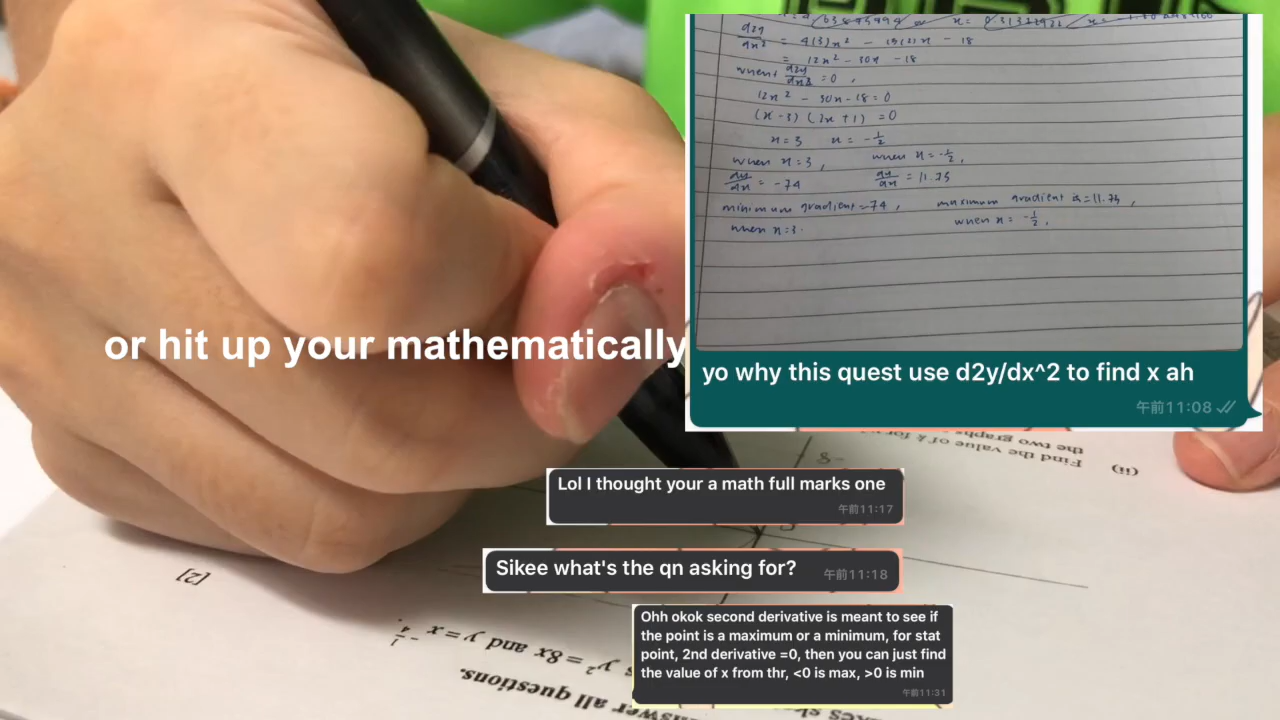 d2y/dx2 = 4(3)x² - 15(2)x - 18
= 12x² - 30x - 18
when d2y/dx2 = 0 ,
12x² - 30x - 18 = 0
(x - 3) (2x + 1) = 0
x = 3 x = -1/2
when x = 3 , when x = -1/2 ,
dy/dx = -74 dy/dx = 11.75
minimum gradient = -74 , maximum gradient is = 11.75 ,
when x = 3 . when x = -1/2 .
or hit up your mathematically
yo why this quest use d2y/dx^2 to find x ah
午前11:08
(ii) Find the value of k for
the two graphs
Lol I thought your a math full marks one
午前11:17
Sikee what's the qn asking for?
午前11:18
Ohh okok second derivative is meant to see if
the point is a maximum or a minimum, for stat
point, 2nd derivative =0, then you can just find
the value of x from thr, <0 is max, >0 is min
午前11:31
[2]
y² = 8x and y = x
all questions.